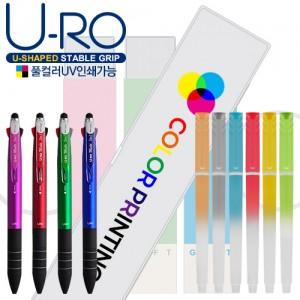 U-RO
U-SHAPED STABLE GRIP
풀컬러UV인쇄가능
COLOR PRINTING